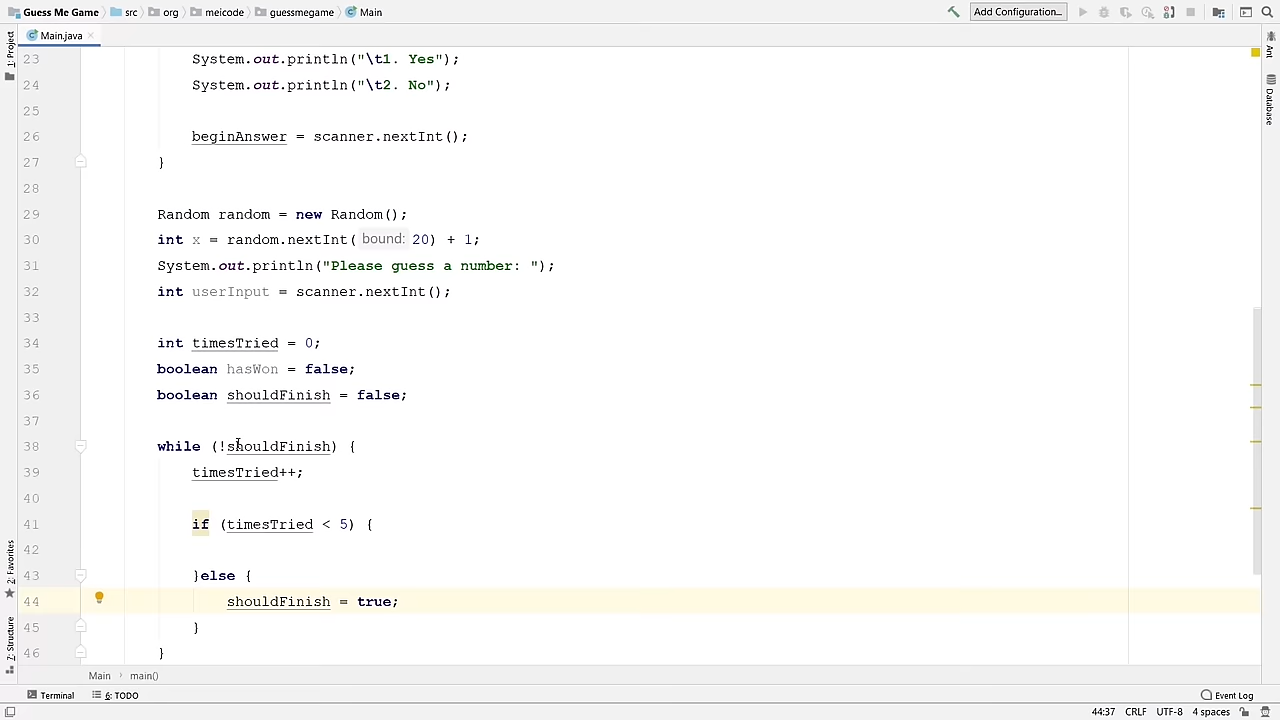 Guess Me Game > src > org > meicode > guessmegame > Main
Add Configuration...
Main.java
1: Project
Ant
Database
2: Favorites
7: Structure
23 System.out.println("\t1. Yes");
24 System.out.println("\t2. No");
25
26 beginAnswer = scanner.nextInt();
27 }
28
29 Random random = new Random();
30 int x = random.nextInt( bound: 20) + 1;
31 System.out.println("Please guess a number: ");
32 int userInput = scanner.nextInt();
33
34 int timesTried = 0;
35 boolean hasWon = false;
36 boolean shouldFinish = false;
37
38 while (!shouldFinish) {
39 timesTried++;
40
41 if (timesTried < 5) {
42
43 }else {
44 shouldFinish = true;
45 }
46 }
Main > main()
Terminal
6: TODO
Event Log
44:37 CRLF UTF-8 4 spaces